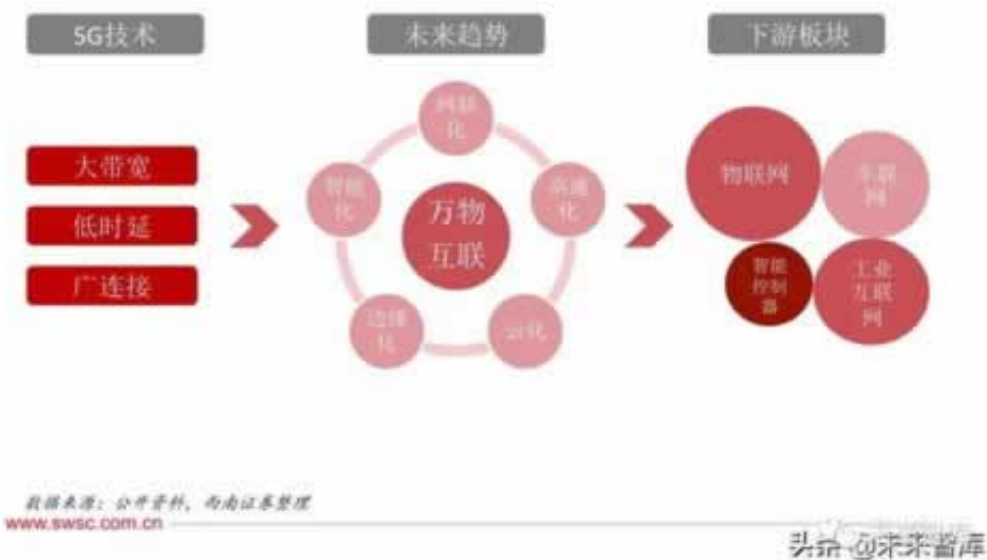 5G技术
未来趋势
下游板块
大带宽
低时延
广连接
网联
化
智能
化
高速
化
万物
互联
边缘
化
云化
物联网
车联
网
智能
控制
器
工业
互联
网
数据来源：公开资料，西南证券整理
www.swsc.com.cn
头条 @未来智库